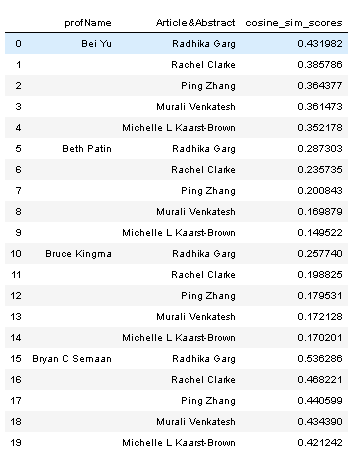 profName Article&Abstract cosine_sim_scores
0 Bei Yu Radhika Garg 0.431982
1 Rachel Clarke 0.385786
2 Ping Zhang 0.364377
3 Murali Venkatesh 0.361473
4 Michelle L Kaarst-Brown 0.352178
5 Beth Patin Radhika Garg 0.287303
6 Rachel Clarke 0.235735
7 Ping Zhang 0.200843
8 Murali Venkatesh 0.169879
9 Michelle L Kaarst-Brown 0.149522
10 Bruce Kingma Radhika Garg 0.257740
11 Rachel Clarke 0.198825
12 Ping Zhang 0.179531
13 Murali Venkatesh 0.172128
14 Michelle L Kaarst-Brown 0.170201
15 Bryan C Semaan Radhika Garg 0.536286
16 Rachel Clarke 0.468221
17 Ping Zhang 0.440599
18 Murali Venkatesh 0.434390
19 Michelle L Kaarst-Brown 0.421242